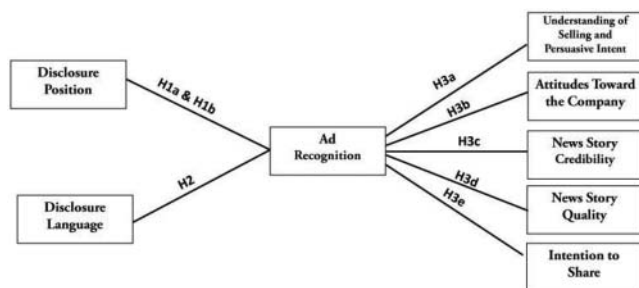 Disclosure
Position
H1a & H1b
H2
Disclosure
Language
Ad
Recognition
H3a
H3b
H3c
H3d
H3e
Understanding of
Selling and
Persuasive Intent
Attitudes Toward
the Company
News Story
Credibility
News Story
Quality
Intention to
Share